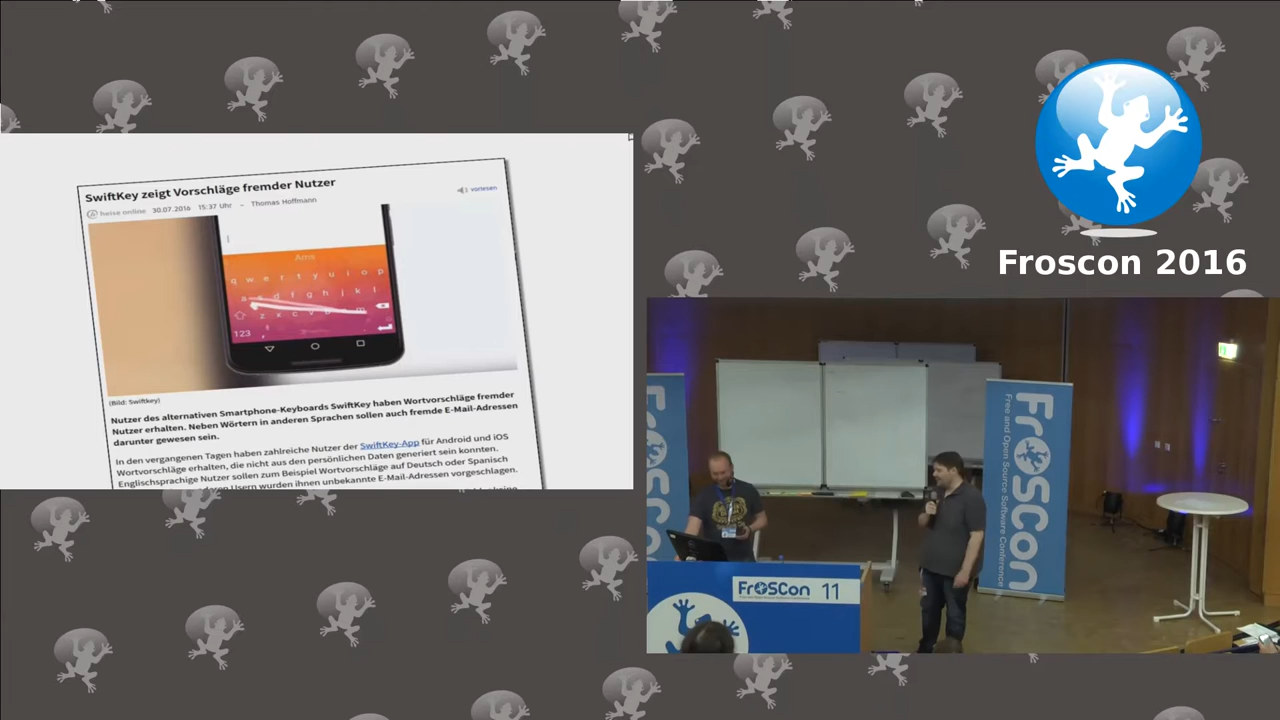 SwiftKey zeigt Vorschläge fremder Nutzer
vorlesen
heise online 30.07.2016 15:37 Uhr – Thomas Hoffmann
Ams
q w e r t y u i o p
a s d f g h j k l
z x c v b
123
(Bild: Swiftkey)
Nutzer des alternativen Smartphone-Keyboards SwiftKey haben Wortvorschläge fremder
Nutzer erhalten. Neben Wörtern in anderen Sprachen sollen auch fremde E-Mail-Adressen
darunter gewesen sein.
In den vergangenen Tagen haben zahlreiche Nutzer der SwiftKey-App für Android und iOS
Wortvorschläge erhalten, die nicht aus den persönlichen Daten generiert sein konnten.
Englischsprachige Nutzer sollen zum Beispiel Wortvorschläge auf Deutsch oder Spanisch
Usern wurden ihnen unbekannte E-Mail-Adressen vorgeschlagen.
Froscon 2016
FrOSCon
Free and Open Source Software Conference
FrOSCon 11